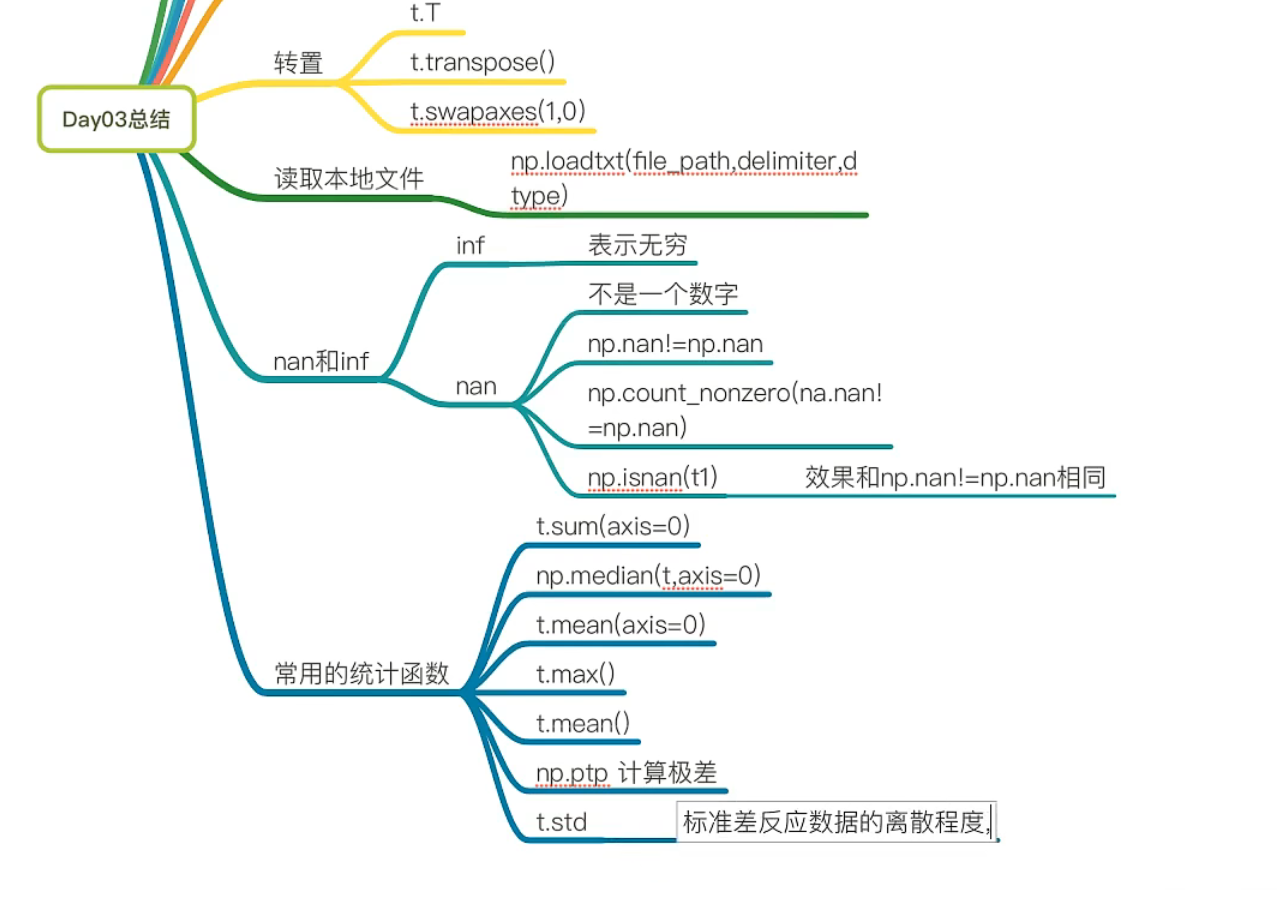 t.T
转置
t.transpose()
t.swapaxes(1,0)
Day03总结
读取本地文件
np.loadtxt(file_path,delimiter,d
type)
inf
表示无穷
不是一个数字
nan和inf
np.nan!=np.nan
nan
np.count_nonzero(na.nan!
=np.nan)
np.isnan(t1)
效果和np.nan!=np.nan相同
t.sum(axis=0)
np.median(t,axis=0)
t.mean(axis=0)
常用的统计函数
t.max()
t.mean()
np.ptp 计算极差
t.std
标准差反应数据的离散程度,